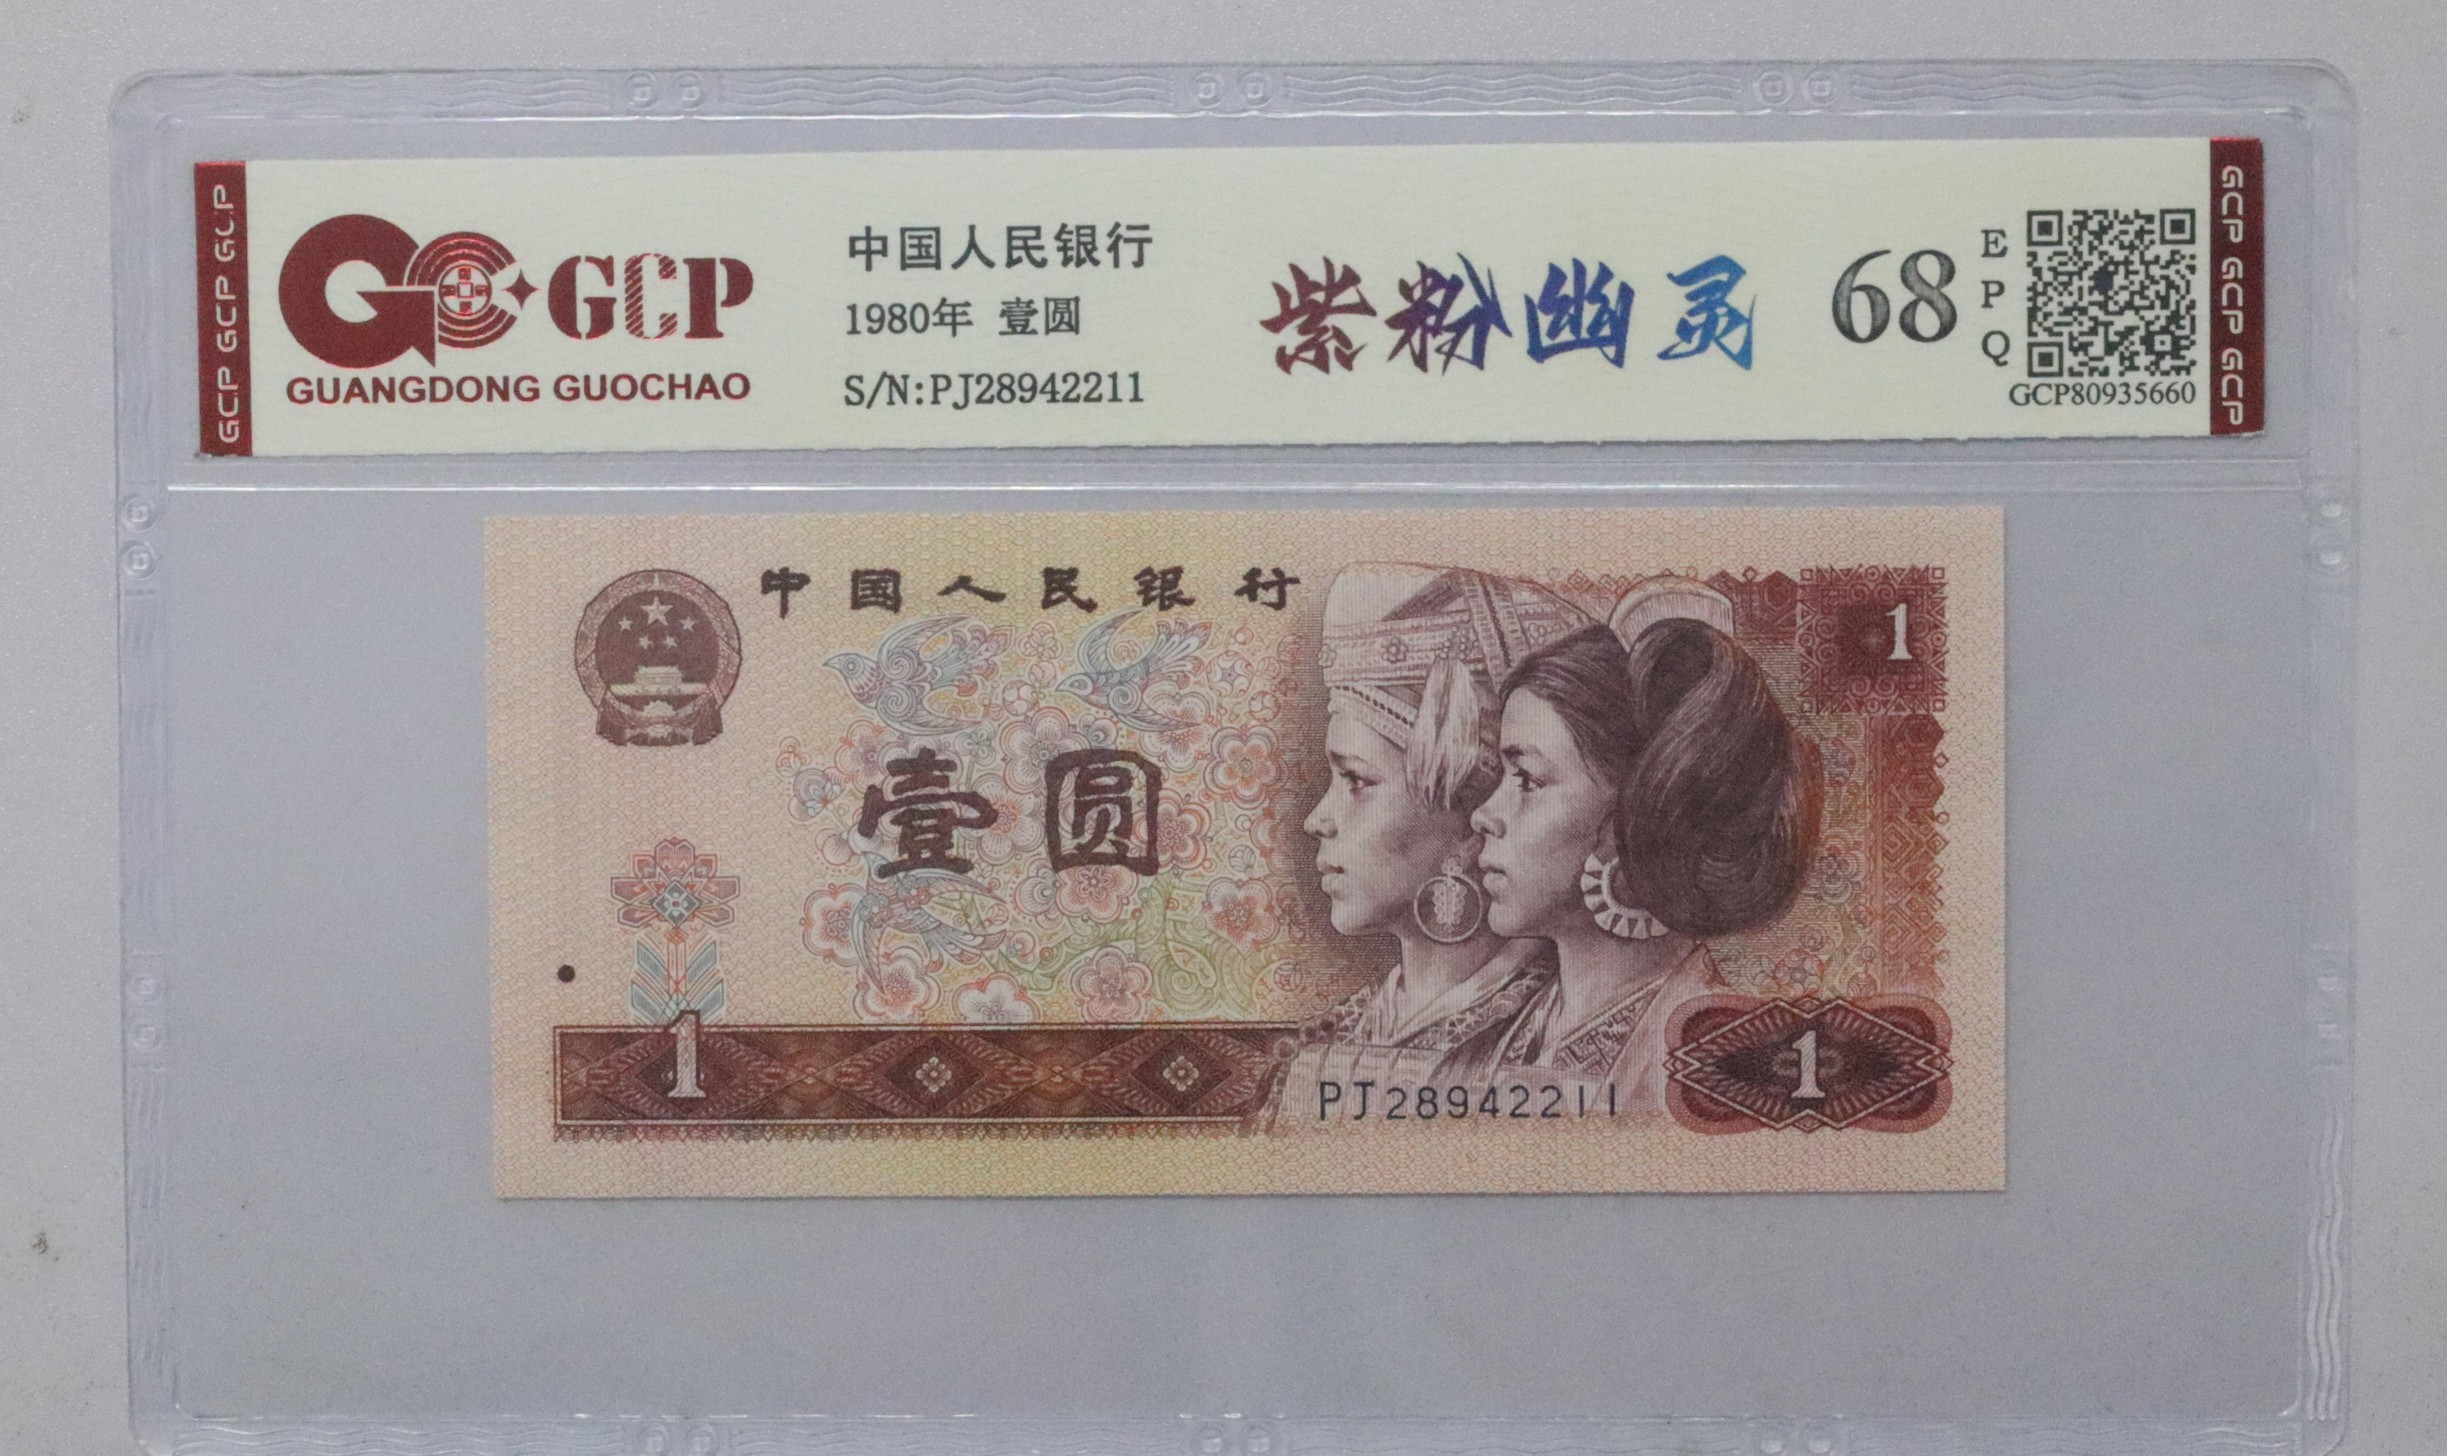 GCP GCP GCP
GCP
GUANGDONG GUOCHAO
中国人民银行
1980年 壹圆
S/N:PJ28942211
紫粉幽灵
68
E
P
Q
GCP80935660
GCP GCP GCP
中国人民银行
1
壹圆
1
1
PJ28942211